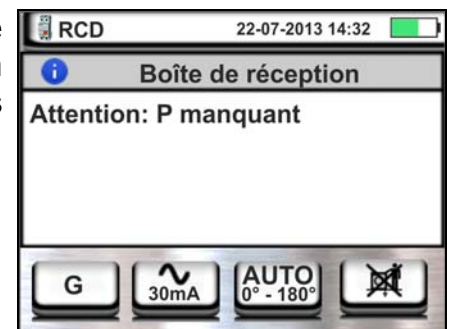 RCD 22-07-2013 14:32
Boîte de réception
Attention: P manquant
G
30mA
AUTO
0° - 180°